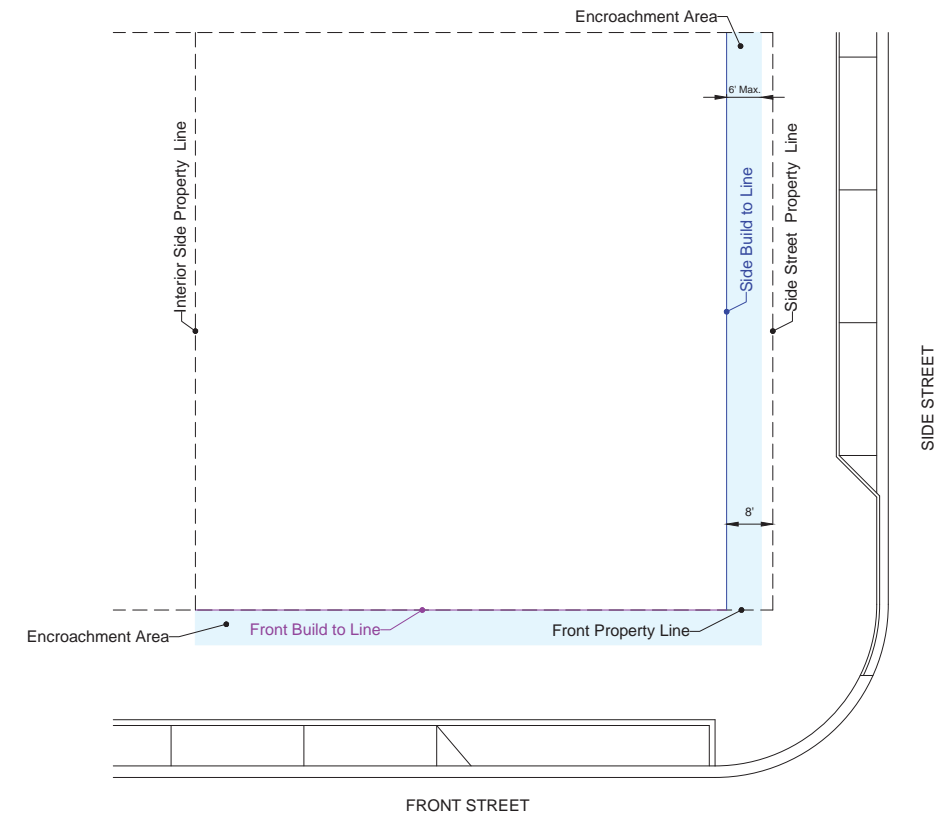 Encroachment Area
6' Max.
Interior Side Property Line
Side Build to Line
Side Street Property Line
SIDE STREET
8'
Encroachment Area
Front Build to Line
Front Property Line
FRONT STREET